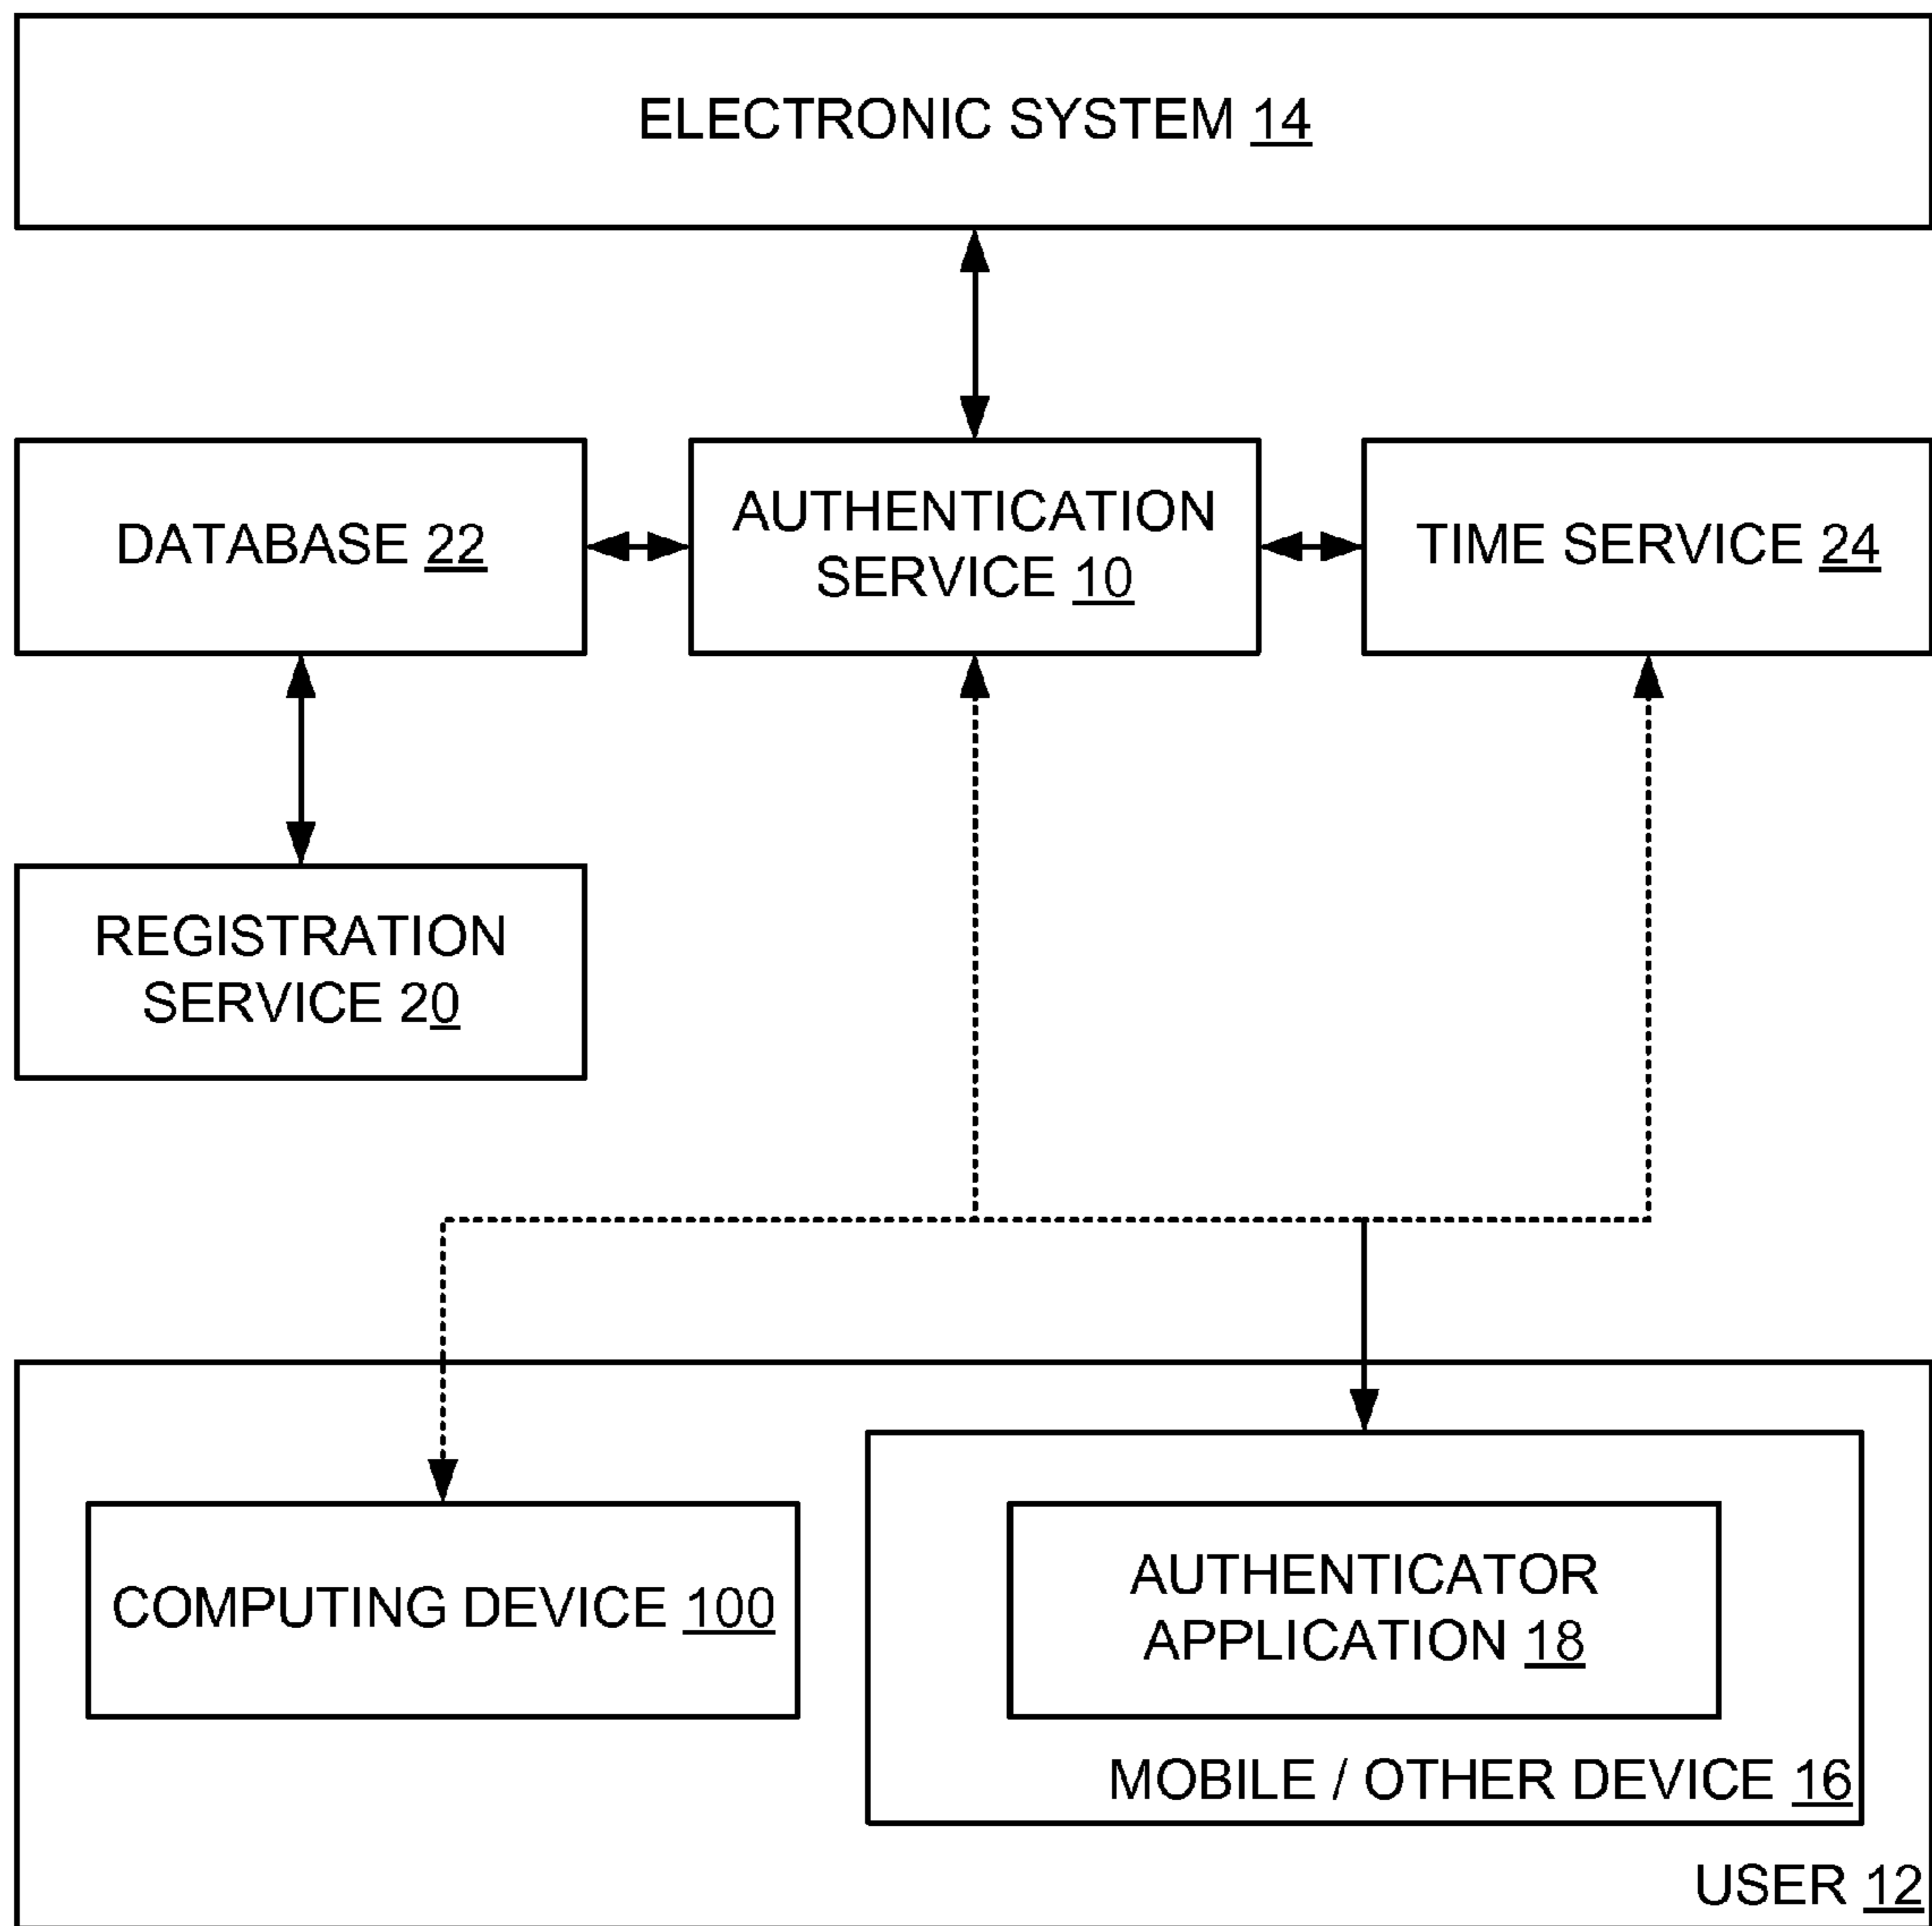 ELECTRONIC SYSTEM 14
DATABASE 22
AUTHENTICATION
SERVICE 10
TIME SERVICE 24
REGISTRATION
SERVICE 20
COMPUTING DEVICE 100
AUTHENTICATOR
APPLICATION 18
MOBILE / OTHER DEVICE 16
USER 12